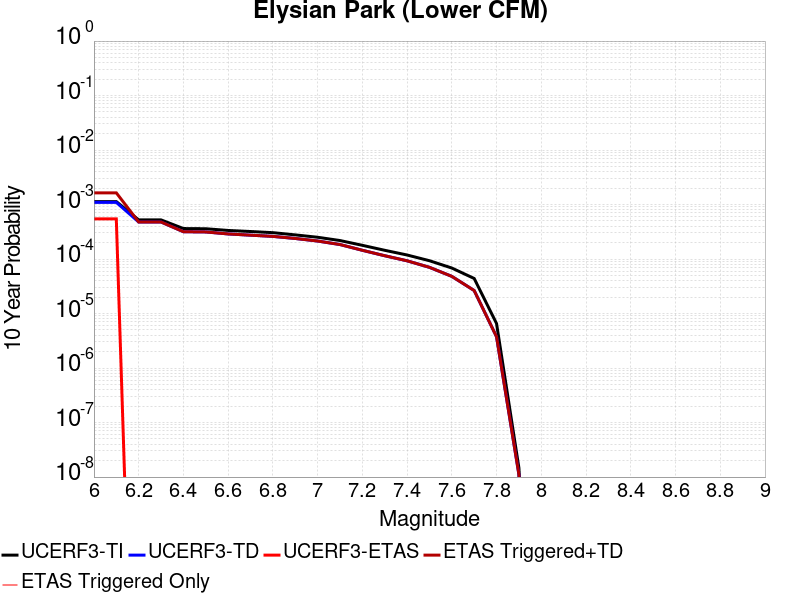 Elysian Park (Lower CFM)
10 0
10 -1
10 -2
10 -3
10 -4
10 -5
10 -6
10 -7
10 -8
10 Year Probability
6 6.2 6.4 6.6 6.8 7 7.2 7.4 7.6 7.8 8 8.2 8.4 8.6 8.8 9
Magnitude
UCERF3-TI UCERF3-TD UCERF3-ETAS ETAS Triggered+TD
ETAS Triggered Only